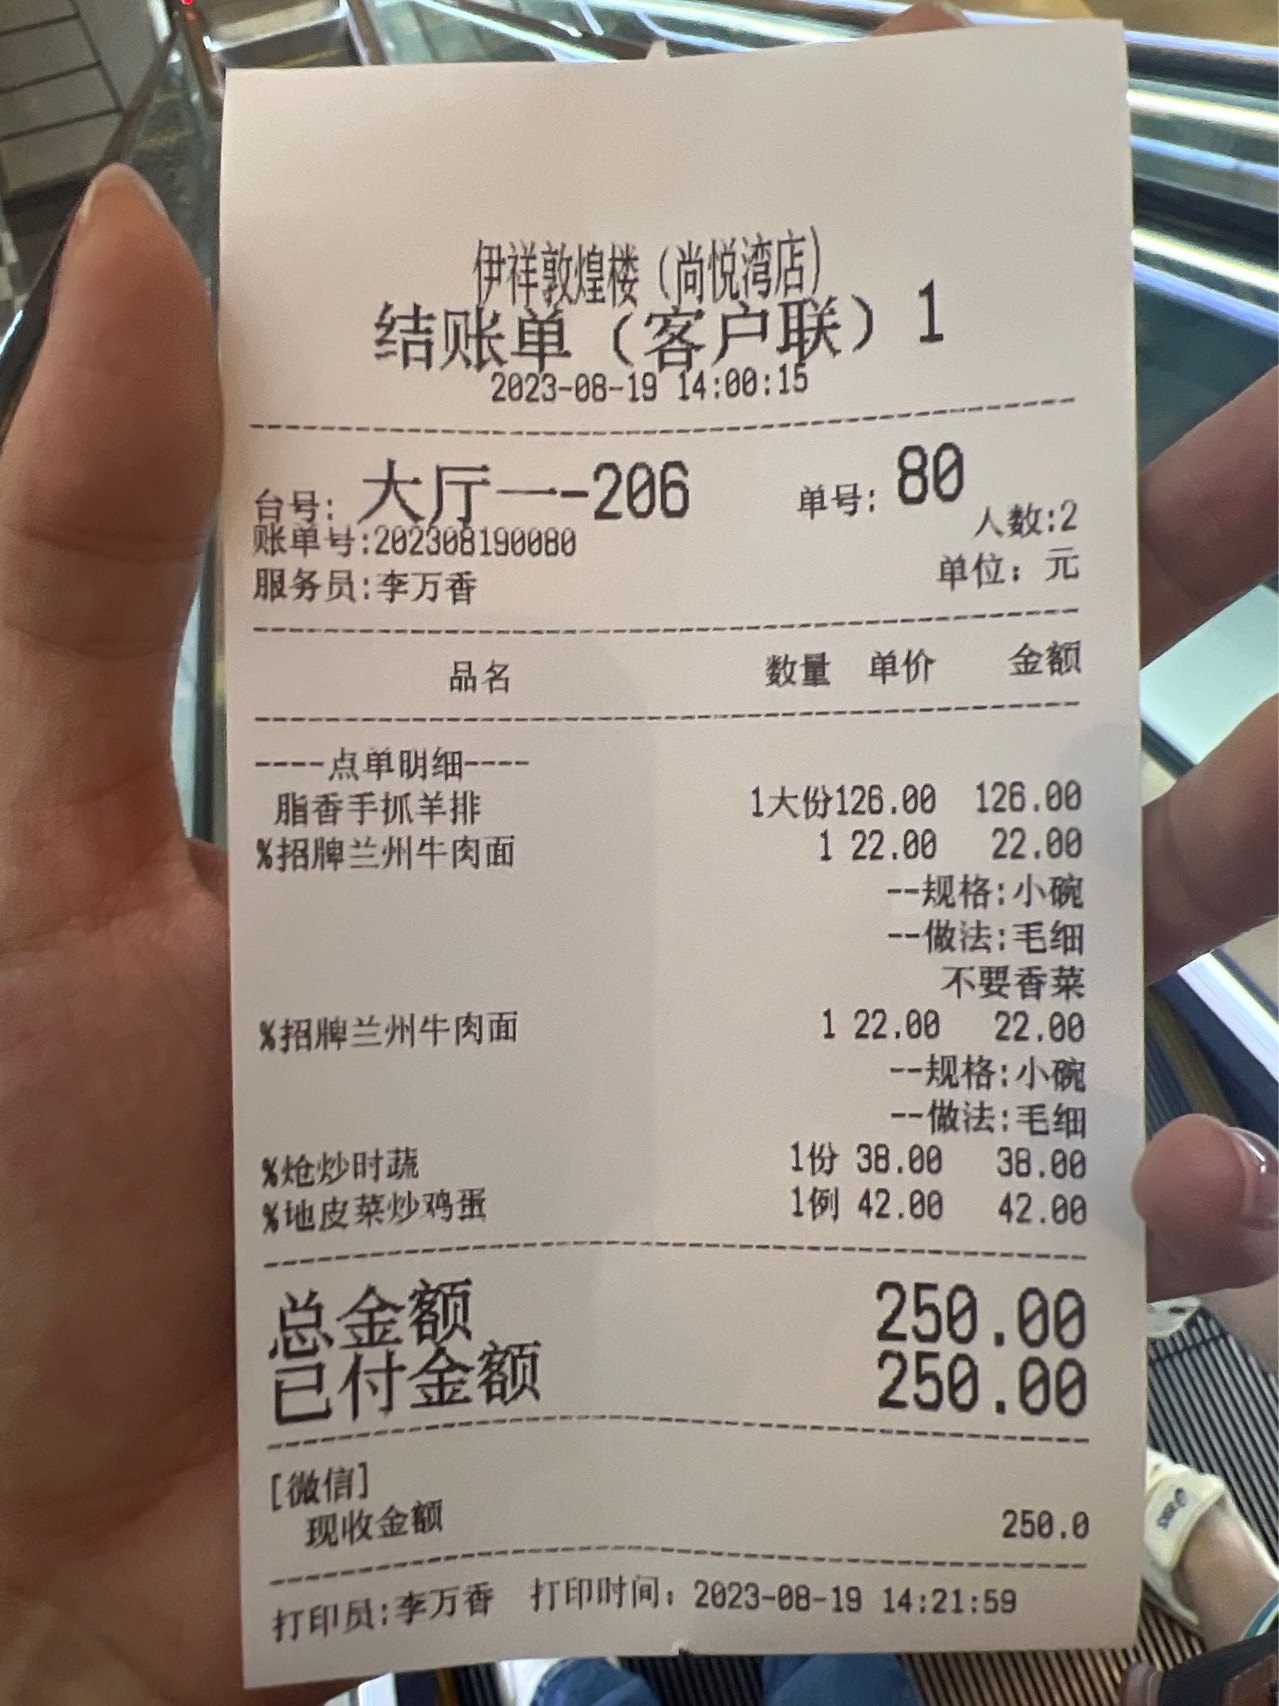 伊祥敦煌楼（尚悦湾店）
结账单（客户联）1
2023-08-19 14:00:15
台号: 大厅一-206 单号: 80
人数:2
账单号:202308190080
服务员:李万香 单位: 元
品名 数量 单价 金额
----点单明细----
脂香手抓羊排 1大份126.00 126.00
%招牌兰州牛肉面 1 22.00 22.00
--规格:小碗
--做法:毛细
不要香菜
%招牌兰州牛肉面 1 22.00 22.00
--规格:小碗
--做法:毛细
%炝炒时蔬 1份 38.00 38.00
%地皮菜炒鸡蛋 1例 42.00 42.00
总金额 250.00
已付金额 250.00
[微信]
现收金额 250.0
打印员:李万香 打印时间: 2023-08-19 14:21:59